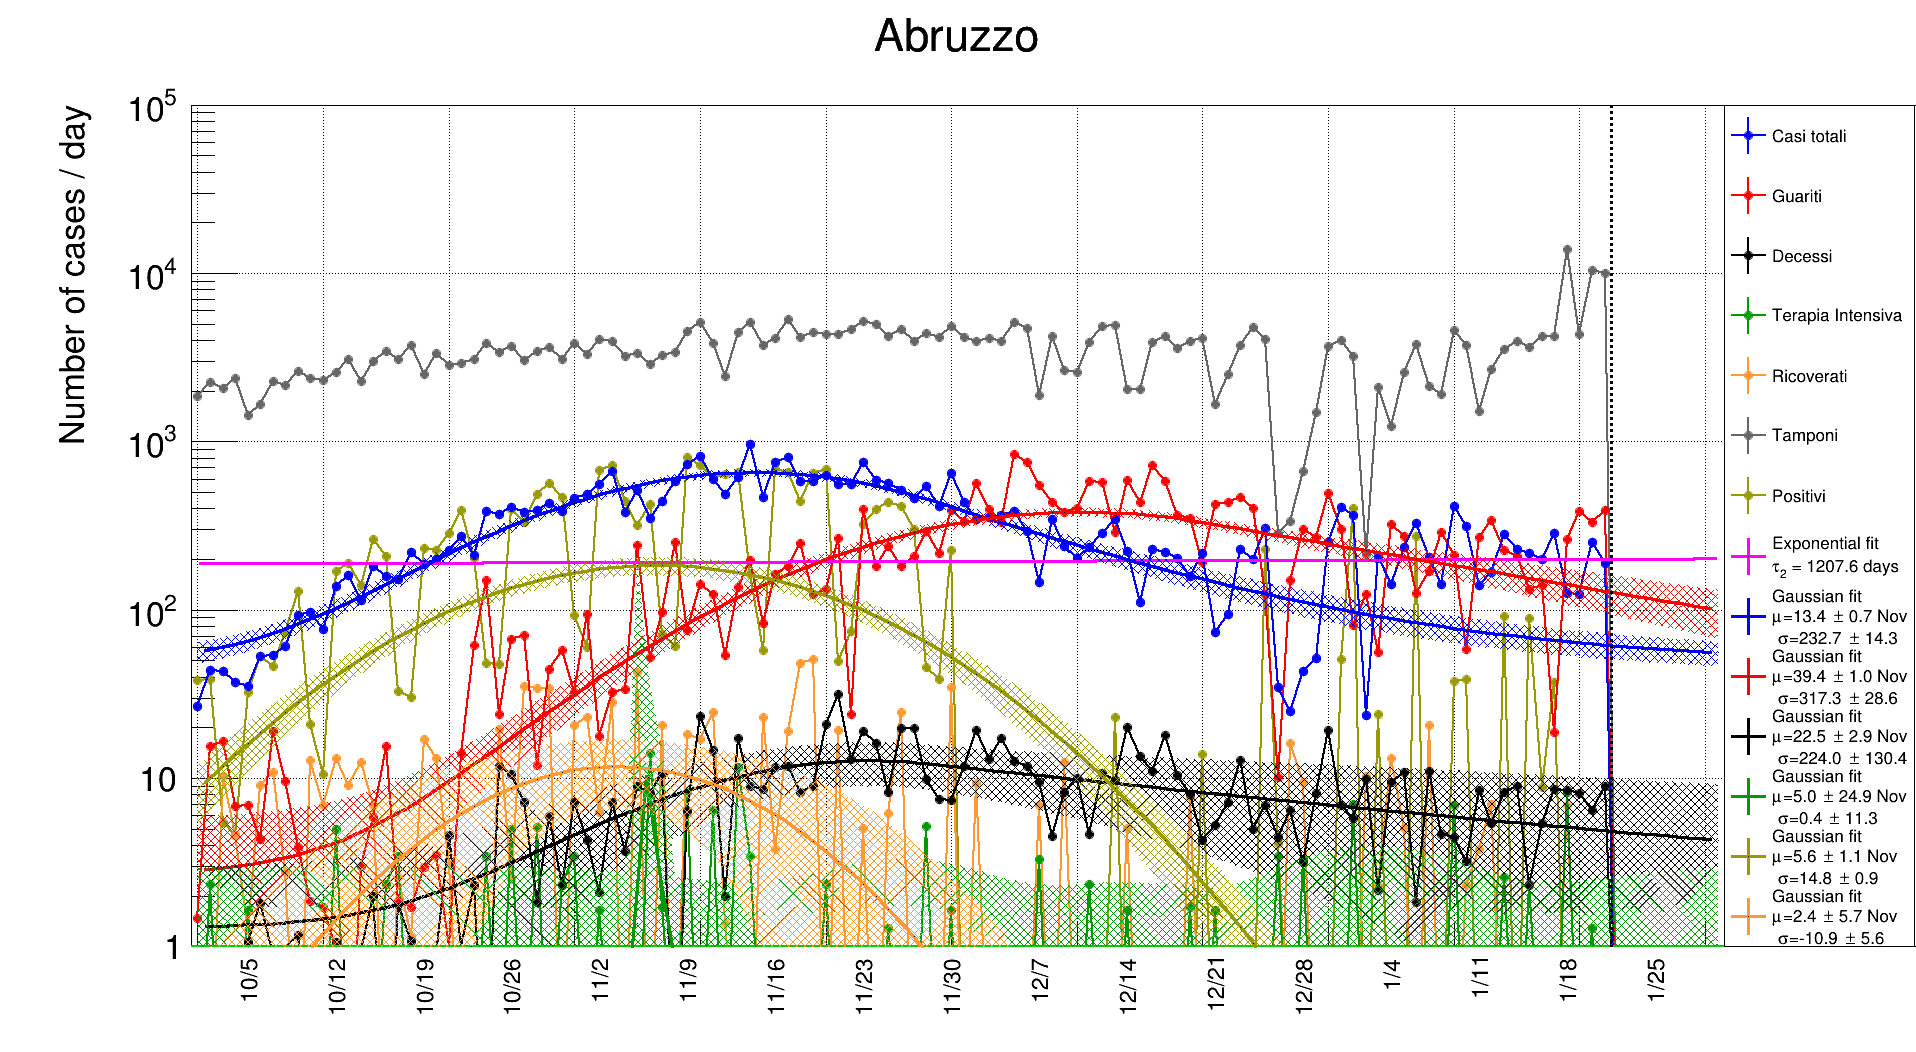 Abruzzo
Number of cases / day
10^5
10^4
10^3
10^2
10
1
10/5
10/12
10/19
10/26
11/2
11/9
11/16
11/23
11/30
12/7
12/14
12/21
12/28
1/4
1/11
1/18
1/25
Casi totali
Guariti
Decessi
Terapia Intensiva
Ricoverati
Tamponi
Positivi
Exponential fit
τ_2 = 1207.6 days
Gaussian fit
μ=13.4 ± 0.7 Nov
σ=232.7 ± 14.3
Gaussian fit
μ=39.4 ± 1.0 Nov
σ=317.3 ± 28.6
Gaussian fit
μ=22.5 ± 2.9 Nov
σ=224.0 ± 130.4
Gaussian fit
μ=5.0 ± 24.9 Nov
σ=0.4 ± 11.3
Gaussian fit
μ=5.6 ± 1.1 Nov
σ=14.8 ± 0.9
Gaussian fit
μ=2.4 ± 5.7 Nov
σ=-10.9 ± 5.6